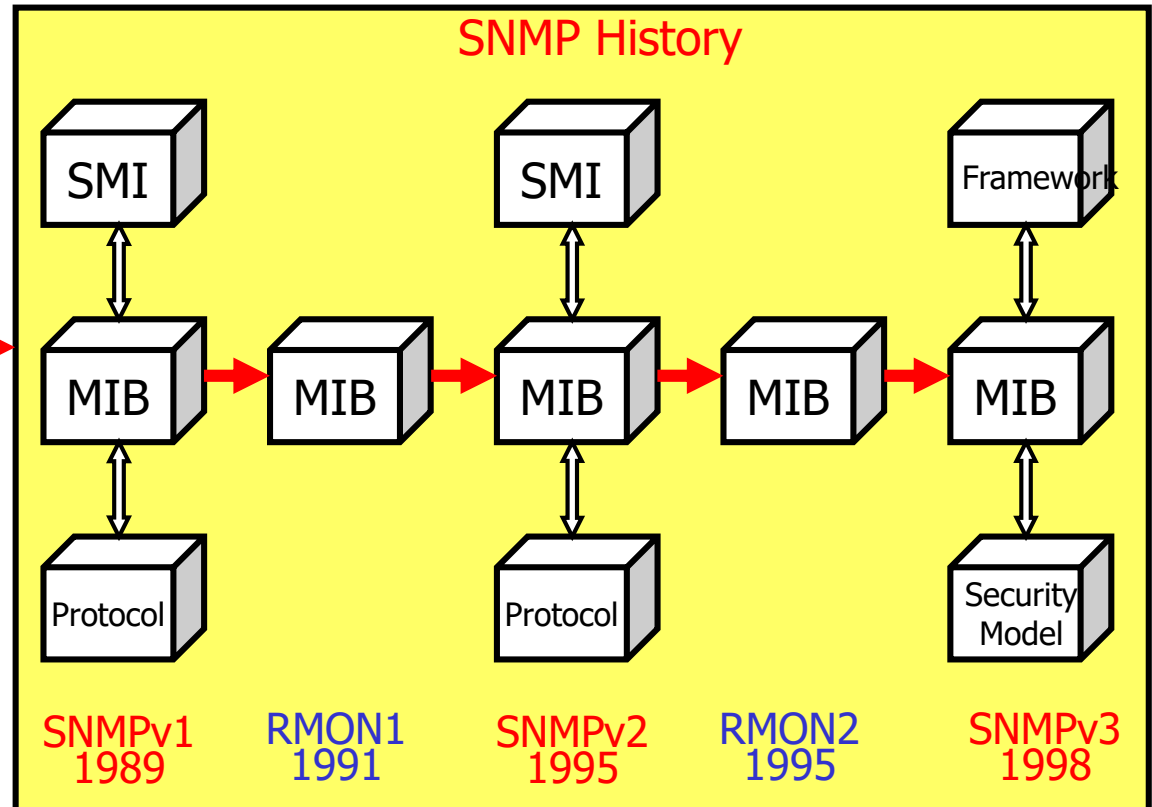 SNMP History
SMI
SMI
Framework
MIB
MIB
MIB
MIB
MIB
Protocol
Protocol
Security
Model
SNMPv1
1989
RMON1
1991
SNMPv2
1995
RMON2
1995
SNMPv3
1998